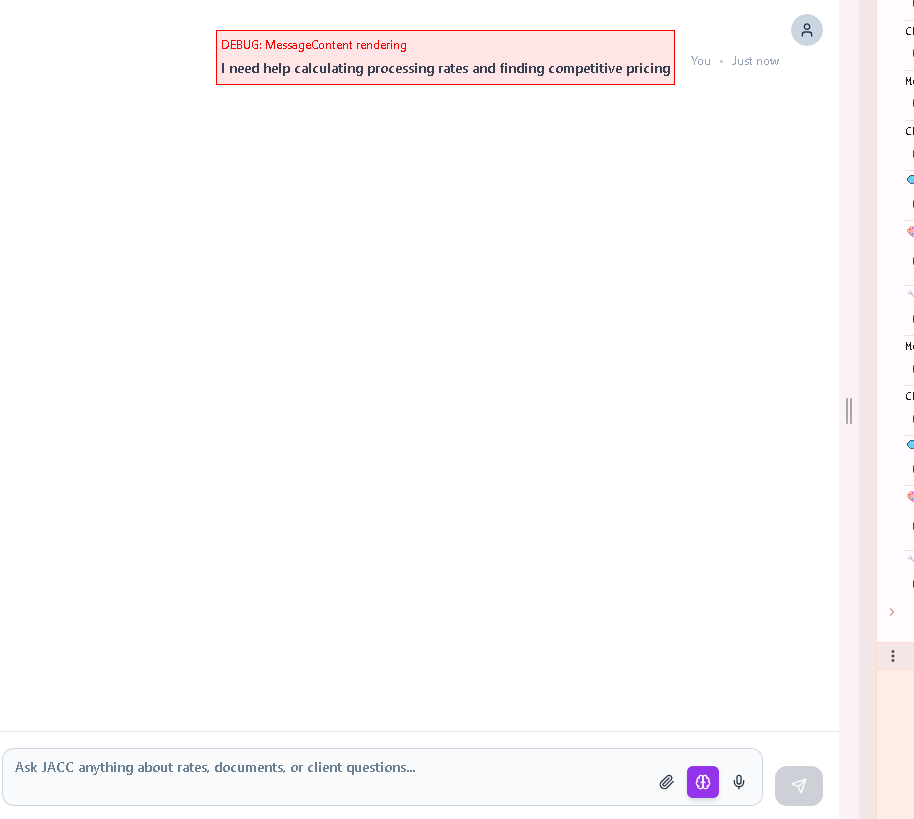 DEBUG: MessageContent rendering
I need help calculating processing rates and finding competitive pricing
You • Just now
Ask JACC anything about rates, documents, or client questions...